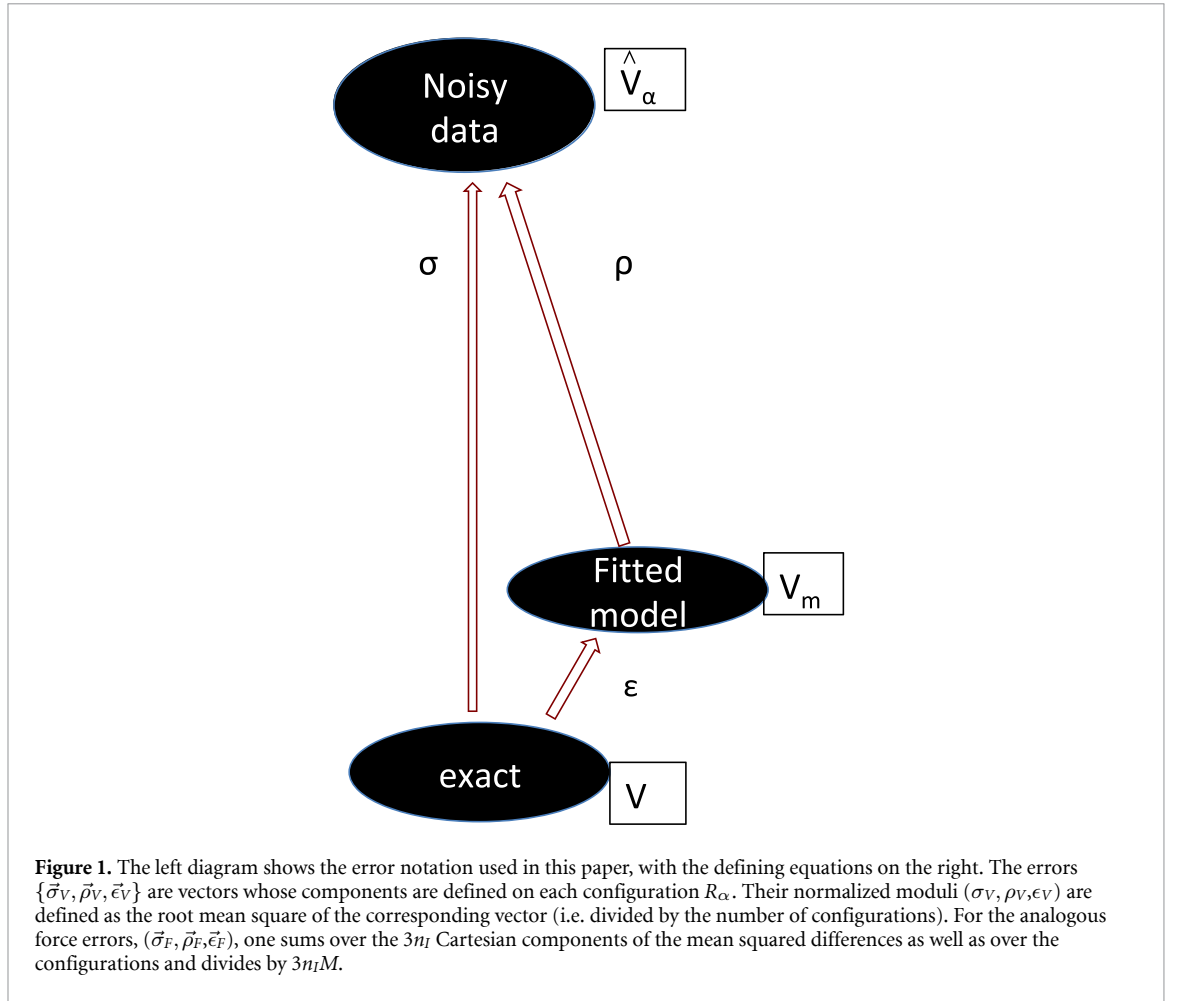 Noisy
data
V̂α
σ
ρ
Fitted
model
Vm
ε
exact
V
Figure 1. The left diagram shows the error notation used in this paper, with the defining equations on the right. The errors
{σ⃗V, ρ⃗V, ϵ⃗V} are vectors whose components are defined on each configuration Rα. Their normalized moduli (σV, ρV,ϵV) are
defined as the root mean square of the corresponding vector (i.e. divided by the number of configurations). For the analogous
force errors, (σ⃗F, ρ⃗F,ϵ⃗F), one sums over the 3nI Cartesian components of the mean squared differences as well as over the
configurations and divides by 3nIM.